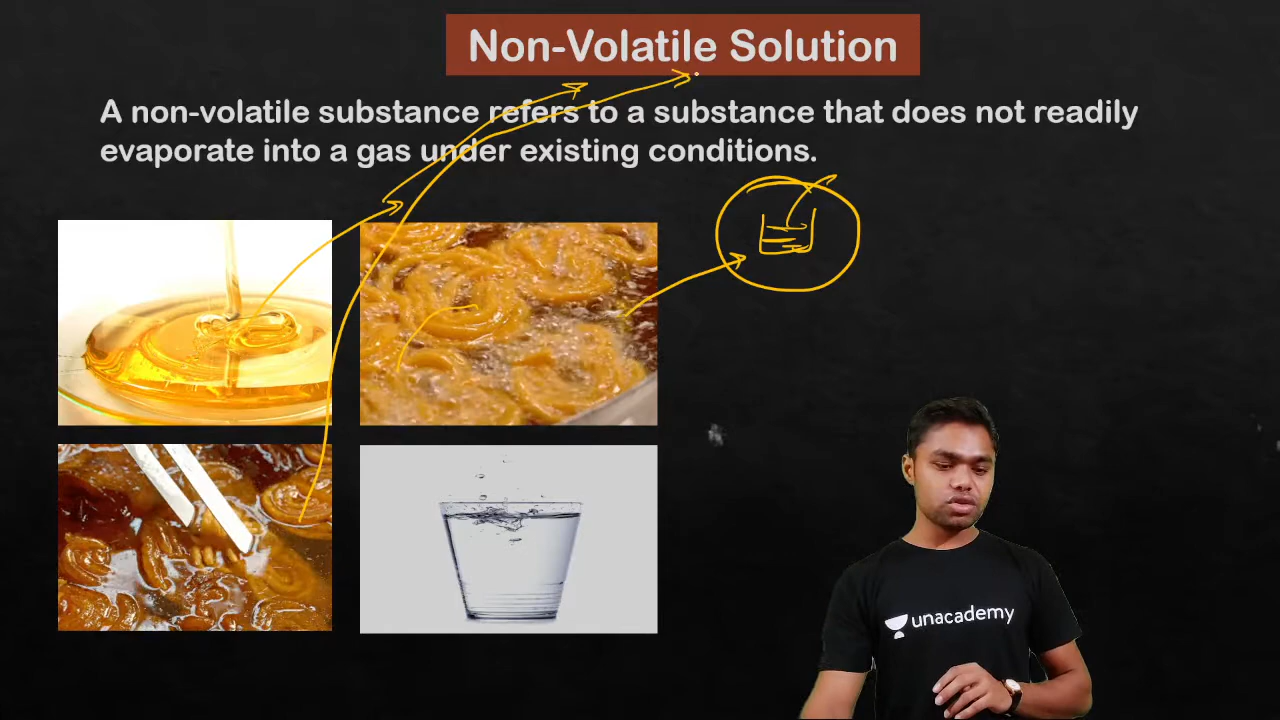 Non-Volatile Solution
A non-volatile substance refers to a substance that does not readily
evaporate into a gas under existing conditions.
unacademy